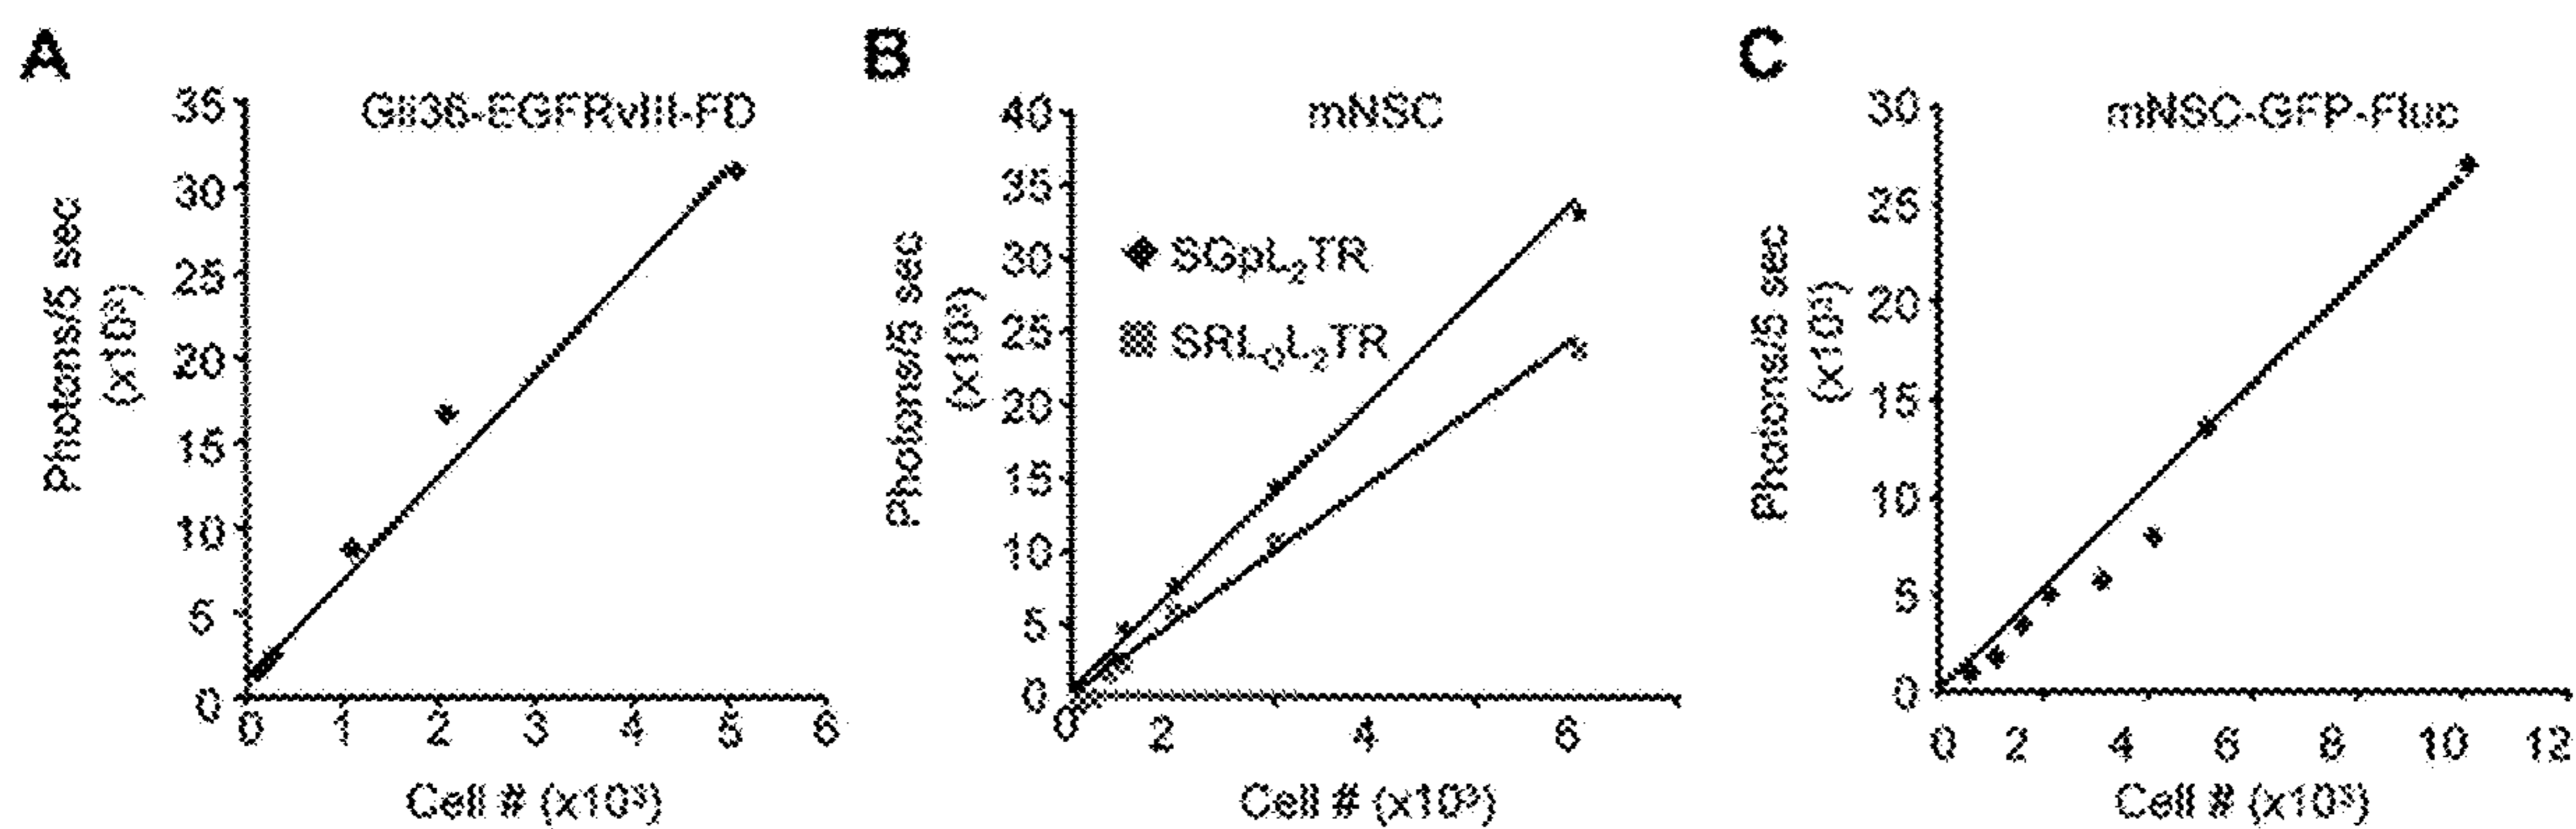 A
Gli36-EGFRvIII-FD
35
30
25
20
15
10
5
0
Photons/5 sec
0 1 2 3 4 5 6
Cell # (x10³)
B
mNSC
40
35
30
25
20
15
10
5
0
Photons/5 sec
SGpL₂TR
SRL₀L₂TR
0 2 4 6
Cell # (x10³)
C
mNSC-GFP-Fluc
30
25
20
15
10
5
0
Photons/5 sec
0 2 4 6 8 10 12
Cell # (x10³)